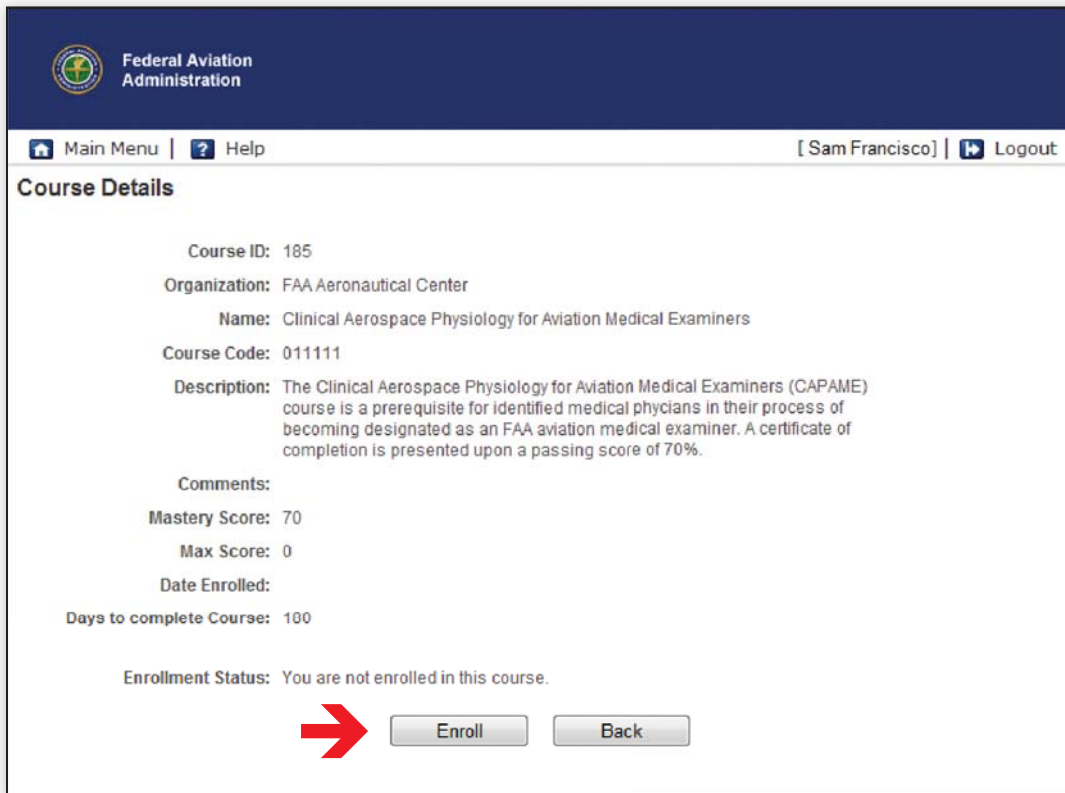 Federal Aviation
Administration
Main Menu | ? Help [ Sam Francisco] | Logout
Course Details
Course ID: 185
Organization: FAA Aeronautical Center
Name: Clinical Aerospace Physiology for Aviation Medical Examiners
Course Code: 011111
Description: The Clinical Aerospace Physiology for Aviation Medical Examiners (CAPAME)
course is a prerequisite for identified medical phycians in their process of
becoming designated as an FAA aviation medical examiner. A certificate of
completion is presented upon a passing score of 70%.
Comments:
Mastery Score: 70
Max Score: 0
Date Enrolled:
Days to complete Course: 180
Enrollment Status: You are not enrolled in this course.
Enroll Back